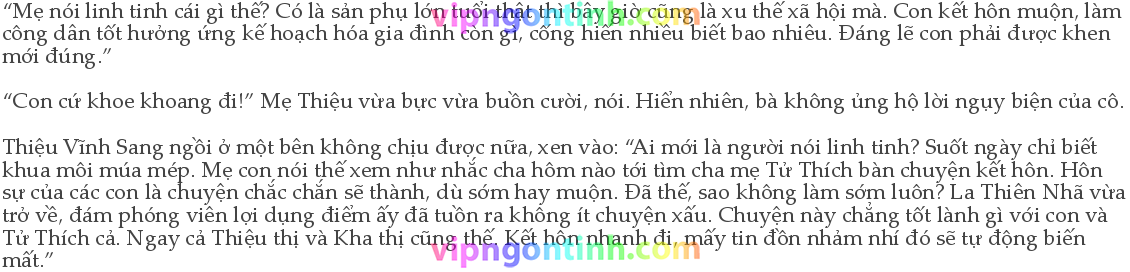 “Mẹ nói linh tinh cái gì thế? Có là sản phụ lớn tuổi thật thì bây giờ cũng là xu thế xã hội mà. Con kết hôn muộn, làm
vipngontinh.com
công dân tốt hưởng ứng kế hoạch hóa gia đình còn gì, cống hiến nhiều biết bao nhiêu. Đáng lẽ con phải được khen
mới đúng.”
“Con cứ khoe khoang đi!” Mẹ Thiệu vừa bực vừa buồn cười, nói. Hiển nhiên, bà không ủng hộ lời ngụy biện của cô.
Thiệu Vĩnh Sang ngồi ở một bên không chịu được nữa, xen vào: “Ai mới là người nói linh tinh? Suốt ngày chỉ biết
khua môi múa mép. Mẹ con nói thế xem như nhắc cha hôm nào tới tìm cha mẹ Tử Thích bàn chuyện kết hôn. Hôn
sự của các con là chuyện chắc chắn sẽ thành, dù sớm hay muộn. Đã thế, sao không làm sớm luôn? La Thiên Nhã vừa
trở về, đám phóng viên lợi dụng điểm ấy đã tuồn ra không ít chuyện xấu. Chuyện này chẳng tốt lành gì với con và
Tử Thích cả. Ngay cả Thiệu thị và Kha thị cũng thế. Kết hôn nhanh đi, mấy tin đồn nhảm nhí đó sẽ tự động biến
vipngontinh.com
mất.”